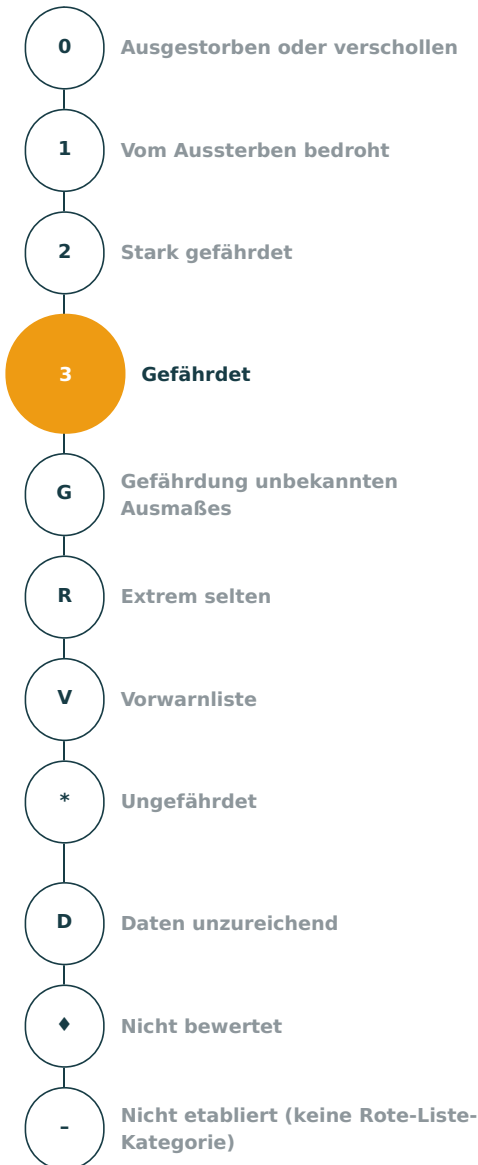 0 Ausgestorben oder verschollen
1 Vom Aussterben bedroht
2 Stark gefährdet
3 Gefährdet
G Gefährdung unbekannten
Ausmaßes
R Extrem selten
V Vorwarnliste
* Ungefährdet
D Daten unzureichend
♦ Nicht bewertet
– Nicht etabliert (keine Rote-Liste-
Kategorie)